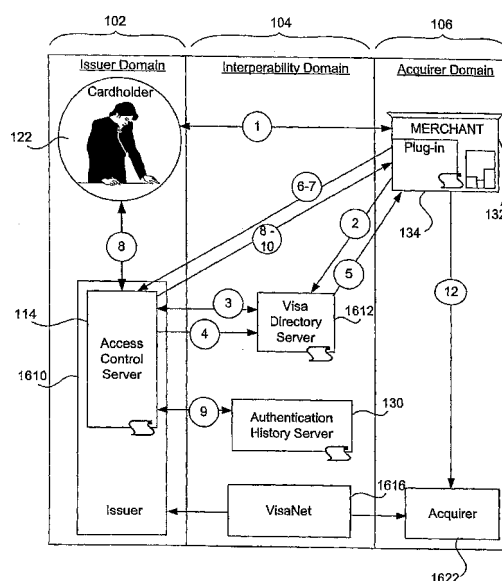 102
104
106
Issuer Domain
Interperability Domain
Acquirer Domain
Cardholder
122
1
MERCHANT
Plug-in
132
134
6-7
8 -
10
2
5
8
3
4
12
114
1610
Access
Control
Server
Visa
Directory
Server
1612
9
Authentication
History Server
130
Issuer
VisaNet
1616
Acquirer
1622